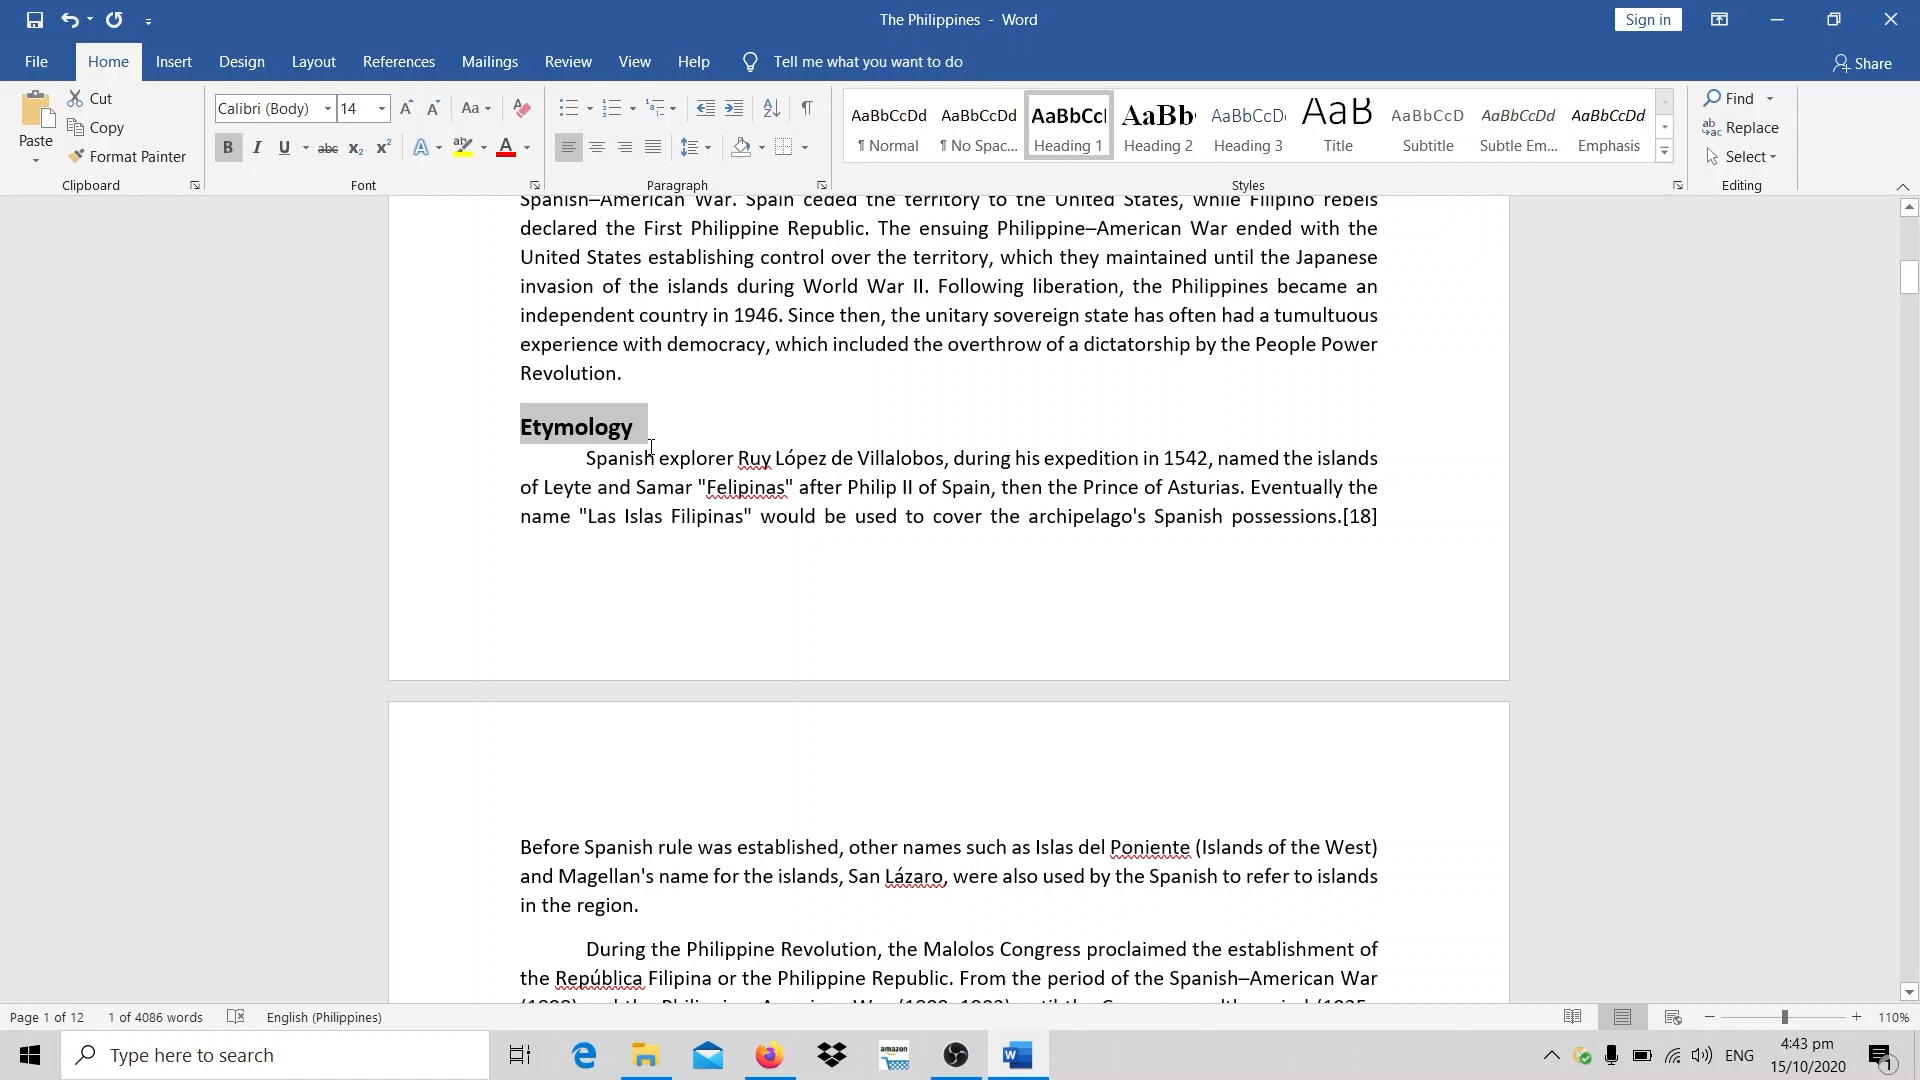 The Philippines - Word
Sign in
File Home Insert Design Layout References Mailings Review View Help Tell me what you want to do
Share
Paste
Cut
Copy
Format Painter
Clipboard
Calibri (Body) 14
Font
Paragraph
AaBbCcDd AaBbCcDd AaBbCc AaBb AaBbCcD AaB AaBbCcD AaBbCcDd AaBbCcDd
¶ Normal ¶ No Spac... Heading 1 Heading 2 Heading 3 Title Subtitle Subtle Em... Emphasis
Styles
Find
Replace
Select
Editing
Spanish–American War. Spain ceded the territory to the United States, while Filipino rebels
declared the First Philippine Republic. The ensuing Philippine–American War ended with the
United States establishing control over the territory, which they maintained until the Japanese
invasion of the islands during World War II. Following liberation, the Philippines became an
independent country in 1946. Since then, the unitary sovereign state has often had a tumultuous
experience with democracy, which included the overthrow of a dictatorship by the People Power
Revolution.
Etymology
Spanish explorer Ruy López de Villalobos, during his expedition in 1542, named the islands
of Leyte and Samar "Felipinas" after Philip II of Spain, then the Prince of Asturias. Eventually the
name "Las Islas Filipinas" would be used to cover the archipelago's Spanish possessions.[18]
Before Spanish rule was established, other names such as Islas del Poniente (Islands of the West)
and Magellan's name for the islands, San Lázaro, were also used by the Spanish to refer to islands
in the region.
During the Philippine Revolution, the Malolos Congress proclaimed the establishment of
the República Filipina or the Philippine Republic. From the period of the Spanish–American War
Page 1 of 12 1 of 4086 words English (Philippines) 110%
Type here to search
amazon
ENG
4:43 pm
15/10/2020
1